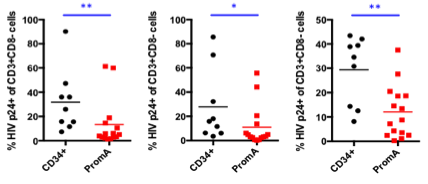 **
*
**
% HIV p24+ of CD3+CD8- cells
100
80
60
40
20
0
CD34+
PromA
% HIV p24+ of CD3+CD8- cells
100
80
60
40
20
0
CD34+
PromA
% HIV p24+ of CD3+CD8- cells
50
40
30
20
10
0
CD34+
PromA